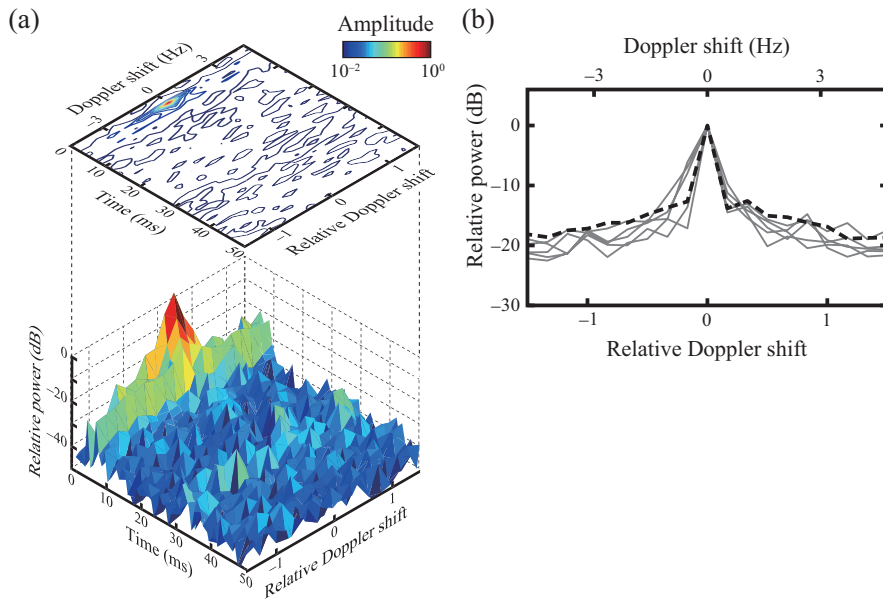 (a)
Amplitude
10⁻² 10⁰
Doppler shift (Hz)
−3 0 3
0 10 20 30 40 50
Time (ms)
−1 0 1
Relative Doppler shift
Relative power (dB)
0
−20
−40
0 10 20 30 40 50
Time (ms)
−1 0 1
Relative Doppler shift
(b)
Doppler shift (Hz)
−3 0 3
Relative power (dB)
0
−10
−20
−30
-1 0 1
Relative Doppler shift